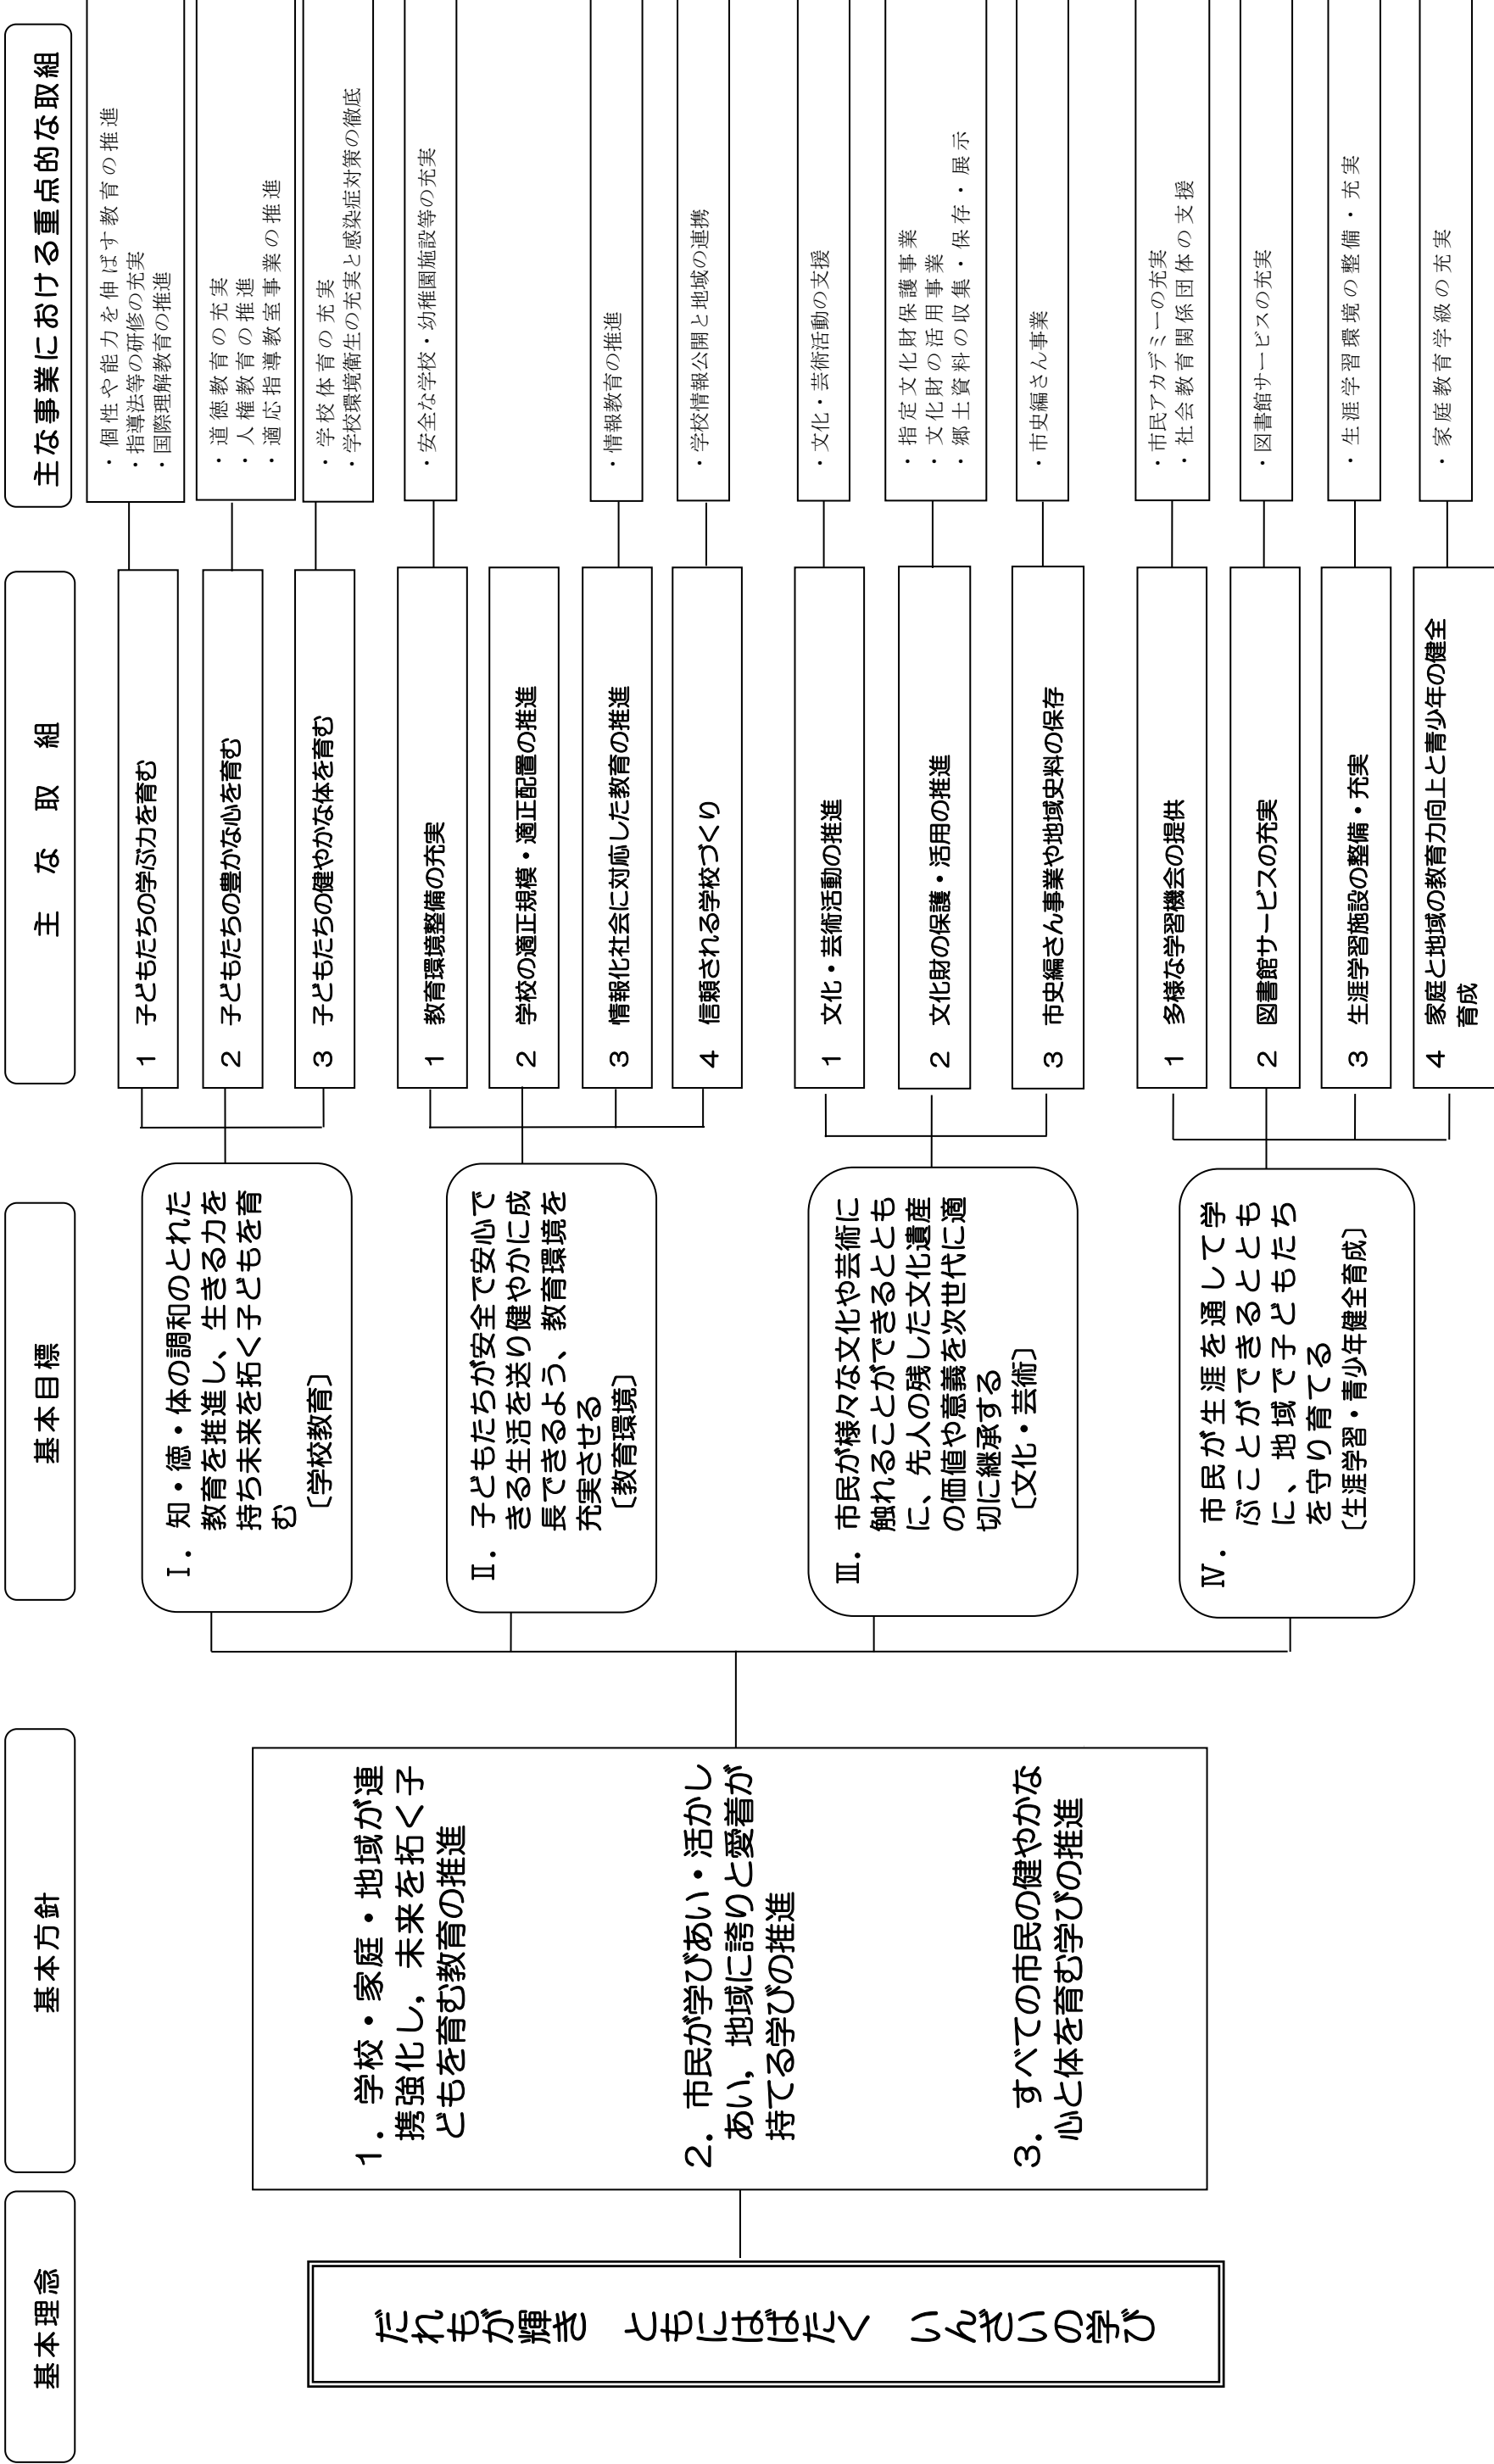 基本理念
基本方針
基本目標
主な取組
主な事業における重点的な取組
だれもが輝き　ともにはばたく　いんざいの学び
１．学校・家庭・地域が連
携強化し，未来を拓く子
どもを育む教育の推進
２．市民が学びあい・活かし
あい，地域に誇りと愛着が
持てる学びの推進
３．すべての市民の健やかな
心と体を育む学びの推進
Ⅰ．知・徳・体の調和のとれた
教育を推進し、生きる力を
持ち未来を拓く子どもを育
む
〔学校教育〕
１　子どもたちの学ぶ力を育む
・個性や能力を伸ばす教育の推進
・指導法等の研修の充実
・国際理解教育の推進
２　子どもたちの豊かな心を育む
・道徳教育の充実
・人権教育の推進
・適応指導教室事業の推進
３　子どもたちの健やかな体を育む
・学校体育の充実
・学校環境衛生の充実と感染症対策の徹底
Ⅱ．子どもたちが安全で安心で
きる生活を送り健やかに成
長できるよう、教育環境を
充実させる
〔教育環境〕
１　教育環境整備の充実
・安全な学校・幼稚園施設等の充実
２　学校の適正規模・適正配置の推進
３　情報化社会に対応した教育の推進
・情報教育の推進
４　信頼される学校づくり
・学校情報公開と地域の連携
Ⅲ．市民が様々な文化や芸術に
触れることができるととも
に、先人の残した文化遺産
の価値や意義を次世代に適
切に継承する
〔文化・芸術〕
１　文化・芸術活動の推進
・文化・芸術活動の支援
２　文化財の保護・活用の推進
・指定文化財保護事業
・文化財の活用事業
・郷土資料の収集・保存・展示
３　市史編さん事業や地域史料の保存
・市史編さん事業
Ⅳ．市民が生涯を通して学
ぶことができるととも
に、地域で子どもたち
を守り育てる
〔生涯学習・青少年健全育成〕
１　多様な学習機会の提供
・市民アカデミーの充実
・社会教育関係団体の支援
２　図書館サービスの充実
・図書館サービスの充実
３　生涯学習施設の整備・充実
・生涯学習環境の整備・充実
４　家庭と地域の教育力向上と青少年の健全
育成
・家庭教育学級の充実